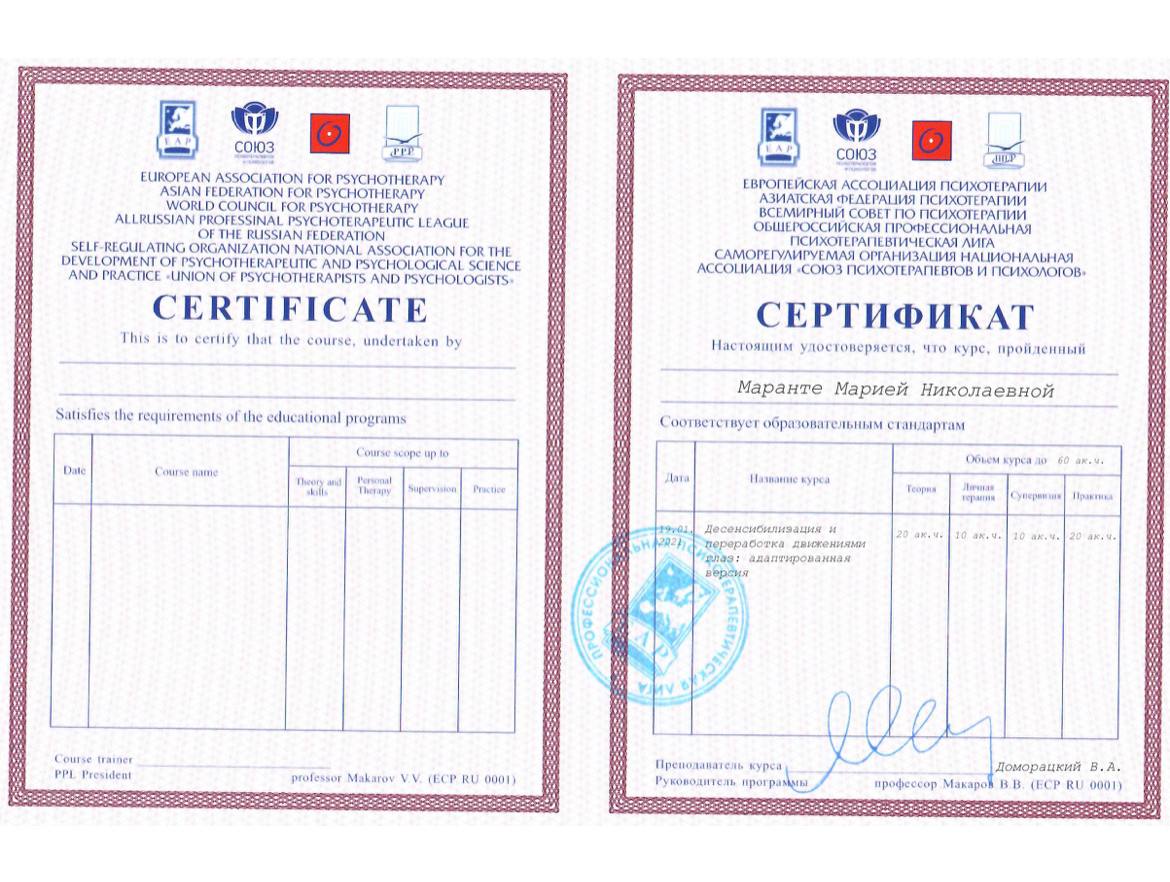 EAP
СОЮЗ
ПСИХОТЕРАПЕВТОВ
И ПСИХОЛОГОВ
PPP
EUROPEAN ASSOCIATION FOR PSYCHOTHERAPY
ASIAN FEDERATION FOR PSYCHOTHERAPY
WORLD COUNCIL FOR PSYCHOTHERAPY
ALLRUSSIAN PROFESSINAL PSYCHOTERAPEUTIC LEAGUE
OF THE RUSSIAN FEDERATION
SELF-REGULATING ORGANIZATION NATIONAL ASSOCIATION FOR THE
DEVELOPMENT OF PSYCHOTHERAPEUTIC AND PSYCHOLOGICAL SCIENCE
AND PRACTICE «UNION OF PSYCHOTHERAPISTS AND PSYCHOLOGISTS»
CERTIFICATE
This is to certify that the course, undertaken by
Satisfies the requirements of the educational programs
Date
Course name
Course scope up to
Theory and
skills
Personal
Therapy
Supervision
Practice
Course trainer
PPL President
professor Makarov V.V. (ECP RU 0001)
EAP
СОЮЗ
ПСИХОТЕРАПЕВТОВ
И ПСИХОЛОГОВ
ЕВРОПЕЙСКАЯ АССОЦИАЦИЯ ПСИХОТЕРАПИИ
АЗИАТСКАЯ ФЕДЕРАЦИЯ ПСИХОТЕРАПИИ
ВСЕМИРНЫЙ СОВЕТ ПО ПСИХОТЕРАПИИ
ОБЩЕРОССИЙСКАЯ ПРОФЕССИОНАЛЬНАЯ
ПСИХОТЕРАПЕВТИЧЕСКАЯ ЛИГА
САМОРЕГУЛИРУЕМАЯ ОРГАНИЗАЦИЯ НАЦИОНАЛЬНАЯ
АССОЦИАЦИЯ «СОЮЗ ПСИХОТЕРАПЕВТОВ И ПСИХОЛОГОВ»
СЕРТИФИКАТ
Настоящим удостоверяется, что курс, пройденный
Маранте Марией Николаевной
Соответствует образовательным стандартам
Дата
Название курса
Объем курса до 60 ак.ч.
Теория
Личная
терапия
Супервизия
Практика
19.01.
2021
Десенсибилизация и
переработка движениями
глаз: адаптированная
версия
20 ак.ч.
10 ак.ч.
10 ак.ч.
20 ак.ч.
ПРОФЕССИОНАЛЬНАЯ ПСИХОТЕРАПЕВТИЧЕСКАЯ ЛИГА
EAP
Преподаватель курса
Доморацкий В.А.
Руководитель программы
профессор Макаров В.В. (ECP RU 0001)